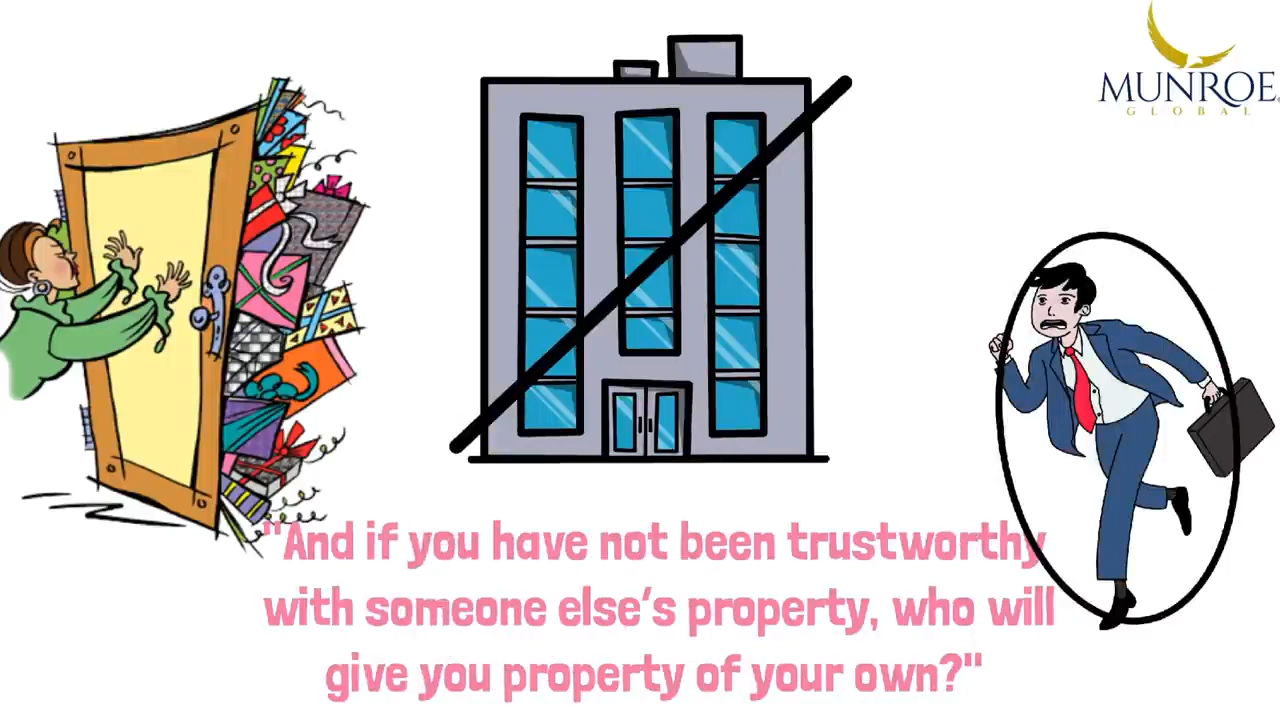 MUNROE
GLOBAL
"And if you have not been trustworthy
with someone else's property, who will
give you property of your own?"